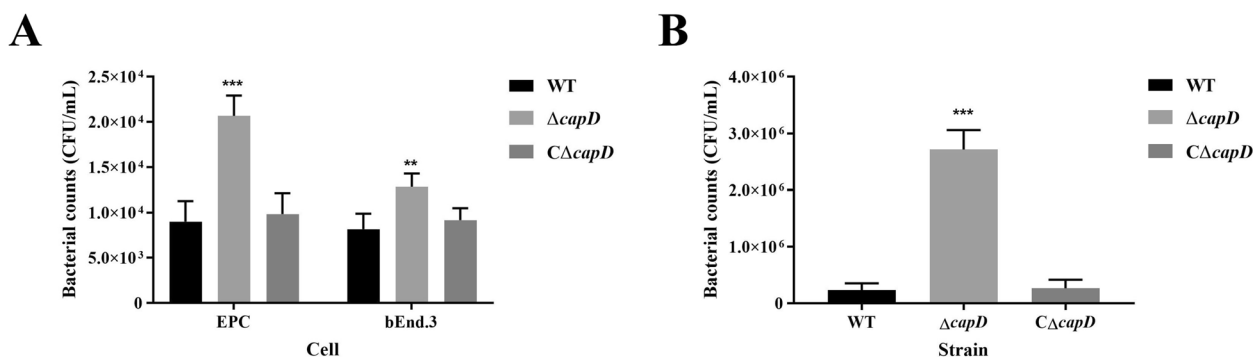 A
Bacterial counts (CFU/mL)
2.5×10⁴
2.0×10⁴
1.5×10⁴
1.0×10⁴
5.0×10³
0
***
**
EPC
bEnd.3
Cell
WT
ΔcapD
CΔcapD
B
Bacterial counts (CFU/mL)
4.0×10⁶
3.0×10⁶
2.0×10⁶
1.0×10⁶
0
***
WT
ΔcapD
CΔcapD
Strain
WT
ΔcapD
CΔcapD